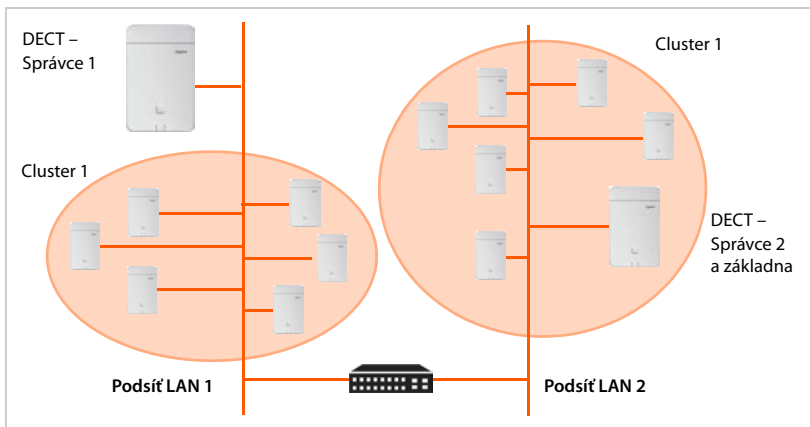 DECT –
Správce 1
Cluster 1
Cluster 1
DECT –
Správce 2
a základna
Podsíť LAN 1
Podsíť LAN 2